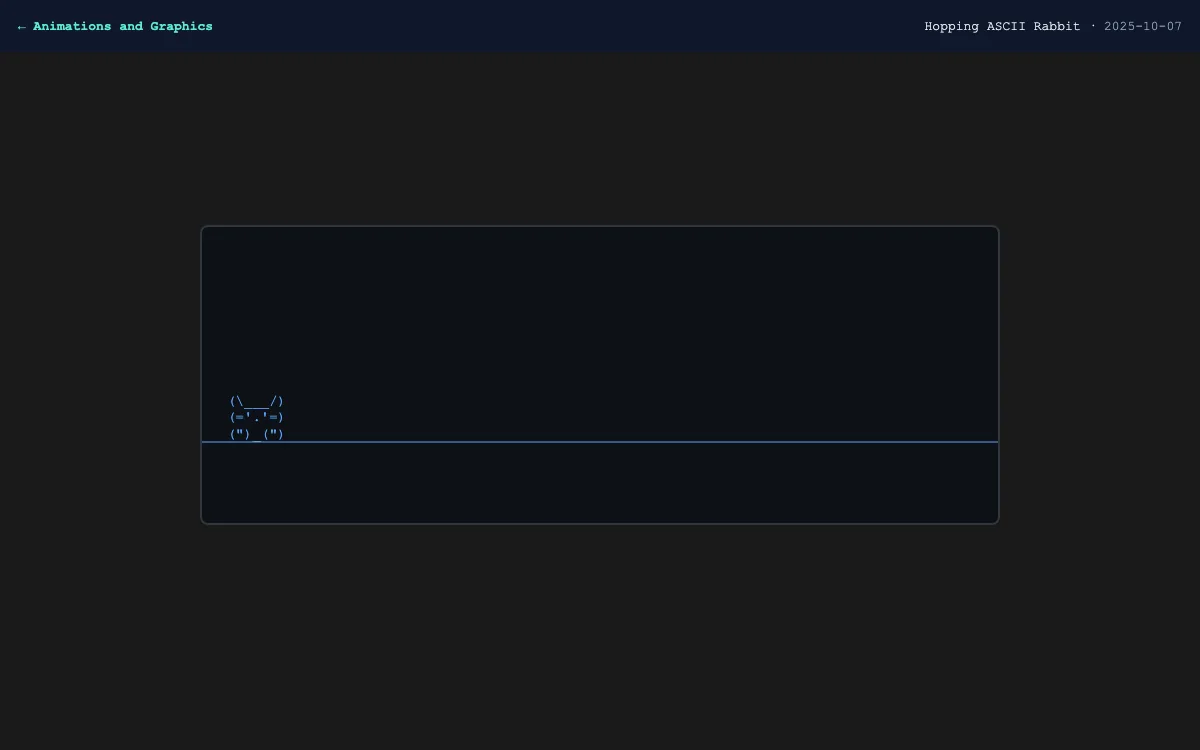 ← Animations and Graphics
Hopping ASCII Rabbit · 2025-10-07
(\___/)
(='.'=)
(")_(")